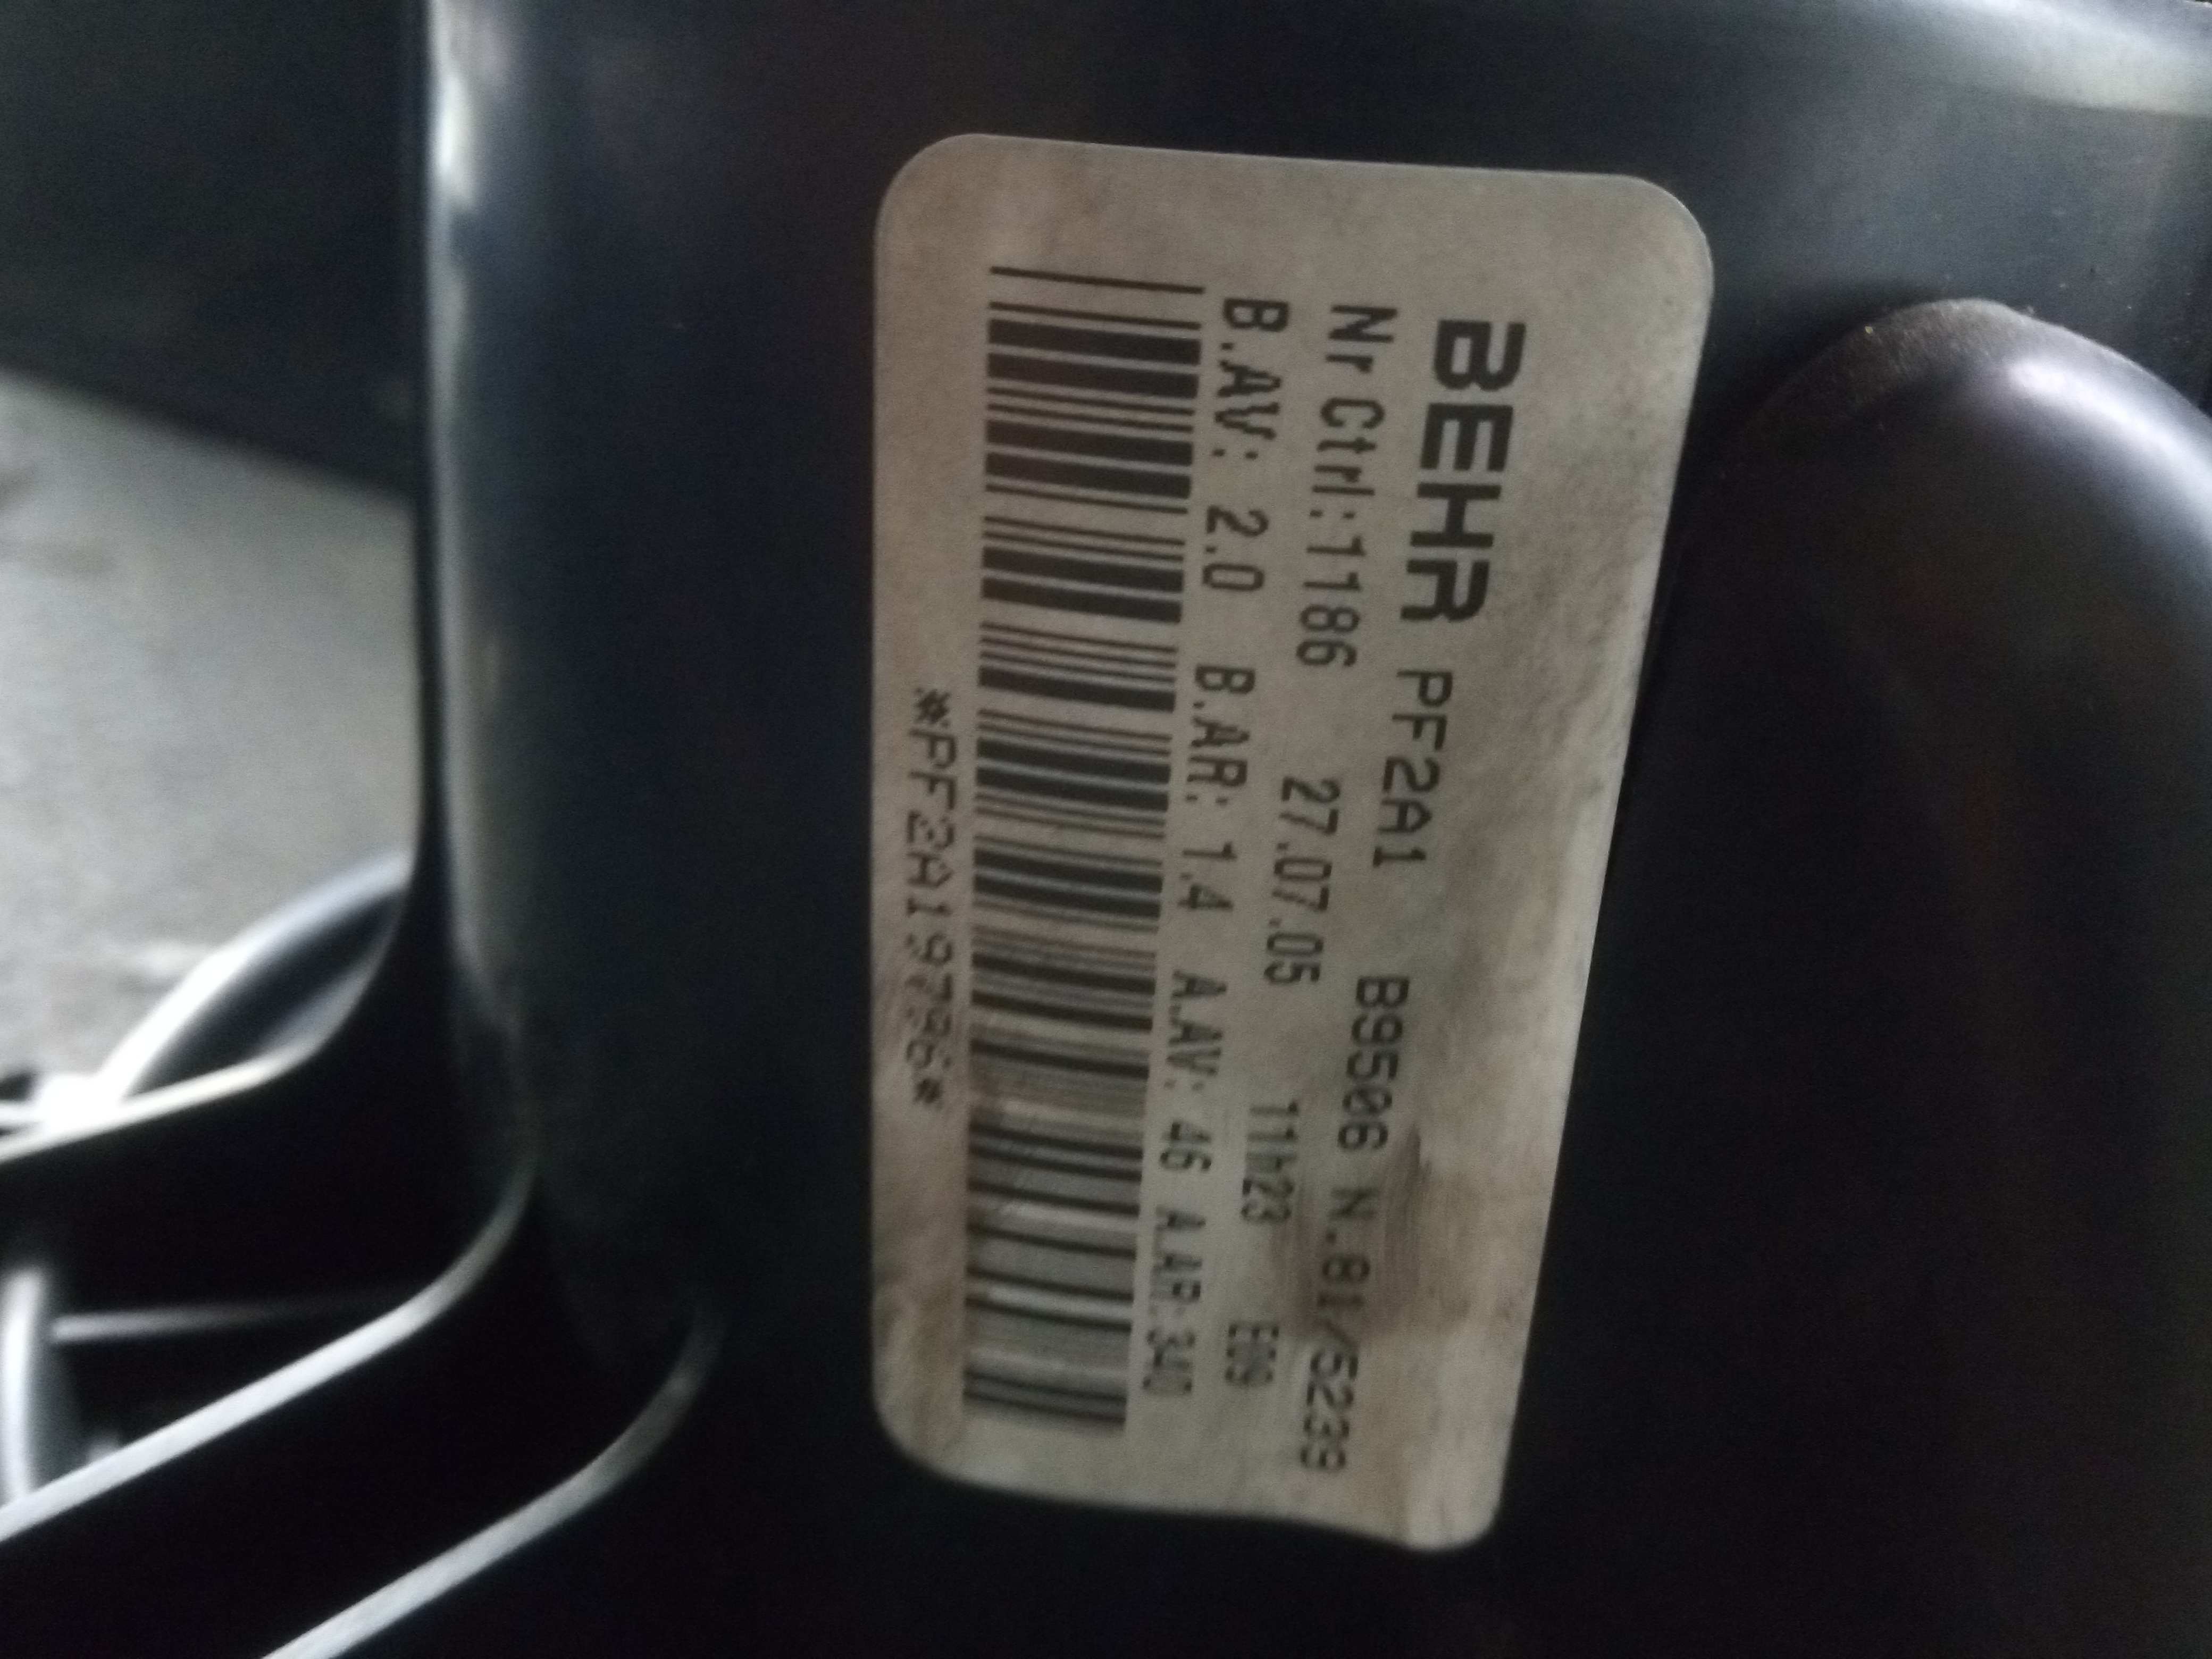 BEHR PF2A1 B9506 N.81/5239
Nr Ctrl:1186 27.07.05 11h23 E09
B.AV: 2.0 B.AR: 1.4 A.AV: 46 A.AR:340
*PF2A19796*